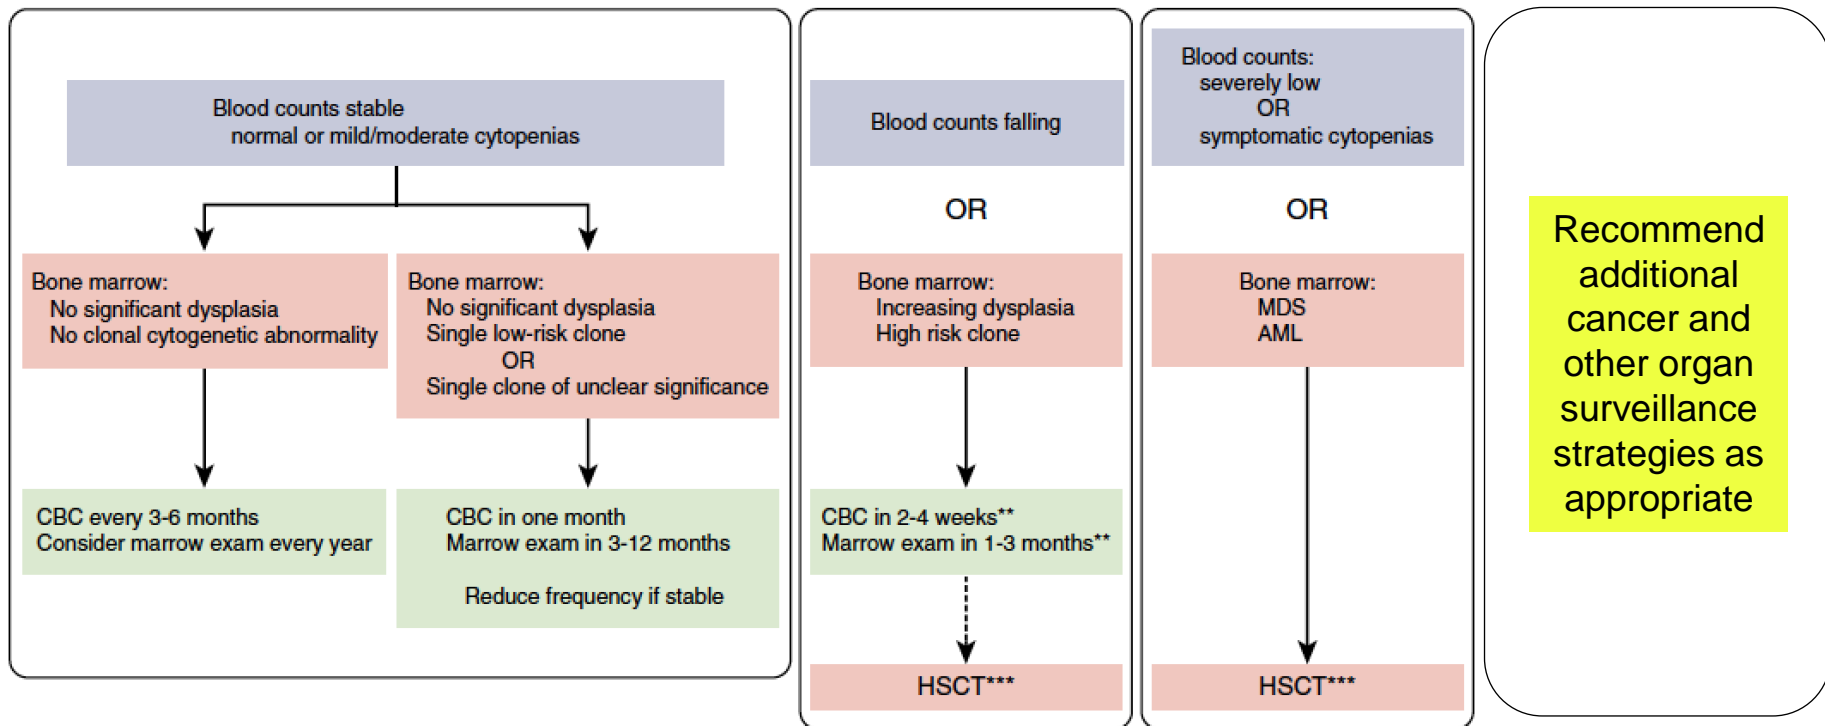 Blood counts stable
normal or mild/moderate cytopenias
Bone marrow:
No significant dysplasia
No clonal cytogenetic abnormality
Bone marrow:
No significant dysplasia
Single low-risk clone
OR
Single clone of unclear significance
CBC every 3-6 months
Consider marrow exam every year
CBC in one month
Marrow exam in 3-12 months
Reduce frequency if stable
Blood counts falling
OR
Bone marrow:
Increasing dysplasia
High risk clone
CBC in 2-4 weeks**
Marrow exam in 1-3 months**
HSCT***
Blood counts:
severely low
OR
symptomatic cytopenias
OR
Bone marrow:
MDS
AML
HSCT***
Recommend
additional
cancer and
other organ
surveillance
strategies as
appropriate